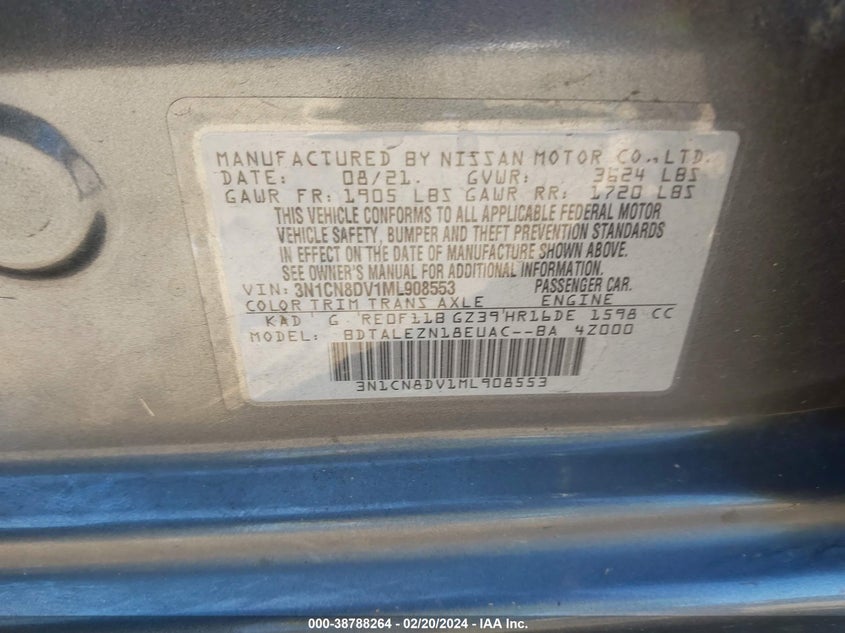 MANUFACTURED BY NISSAN MOTOR CO., LTD.
DATE: 08/21. GVWR: 3624 LBS
GAWR FR: 1905 LBS GAWR RR: 1720 LBS
THIS VEHICLE CONFORMS TO ALL APPLICABLE FEDERAL MOTOR
VEHICLE SAFETY, BUMPER AND THEFT PREVENTION STANDARDS
IN EFFECT ON THE DATE OF MANUFACTURE SHOWN ABOVE.
SEE OWNER'S MANUAL FOR ADDITIONAL INFORMATION.
VIN: 3N1CN8DV1ML908553 PASSENGER CAR.
COLOR TRIM TRANS AXLE ENGINE
KAD G RE0F11B GZ39 HR16DE 1598 CC
MODEL: BDTALEZN18EUAC--BA 4Z000
3N1CN8DV1ML908553
000-38788264 - 02/20/2024 - IAA Inc.